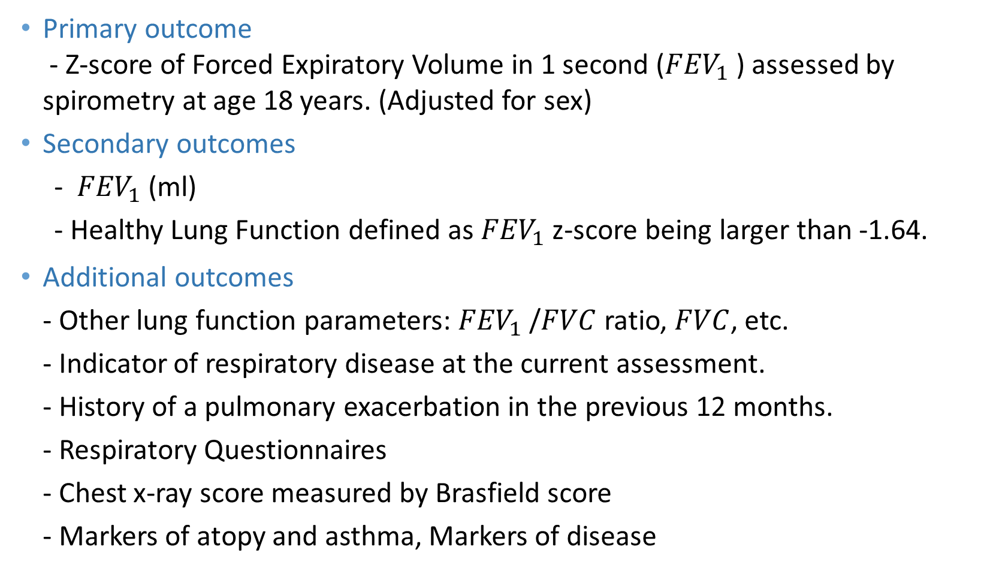 • Primary outcome
- Z-score of Forced Expiratory Volume in 1 second (FEV₁ ) assessed by
spirometry at age 18 years. (Adjusted for sex)
• Secondary outcomes
- FEV₁ (ml)
- Healthy Lung Function defined as FEV₁ z-score being larger than -1.64.
• Additional outcomes
- Other lung function parameters: FEV₁ /FVC ratio, FVC, etc.
- Indicator of respiratory disease at the current assessment.
- History of a pulmonary exacerbation in the previous 12 months.
- Respiratory Questionnaires
- Chest x-ray score measured by Brasfield score
- Markers of atopy and asthma, Markers of disease